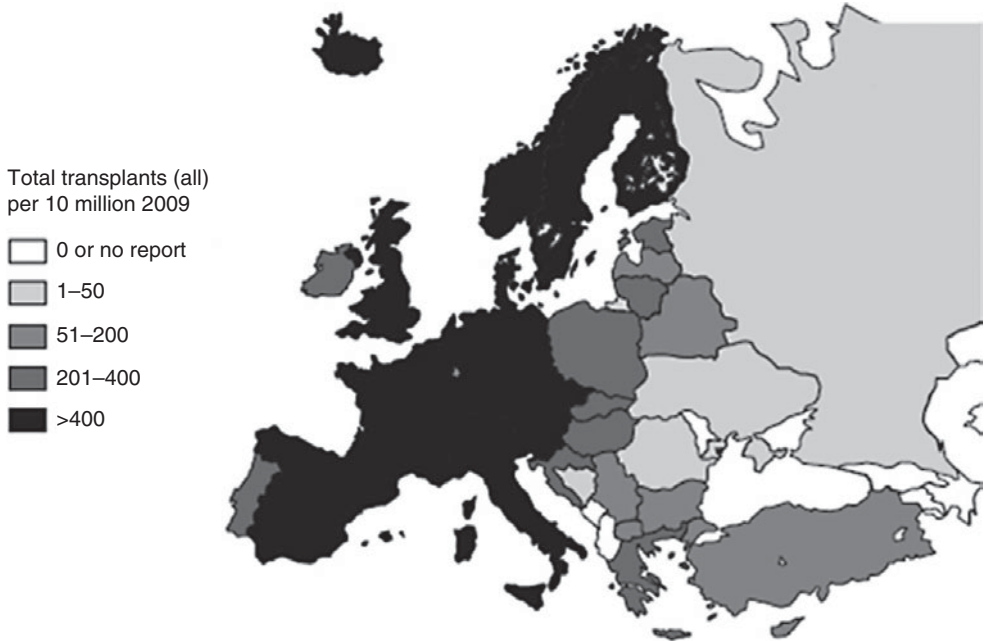 Total transplants (all)
per 10 million 2009
0 or no report
1–50
51–200
201–400
>400